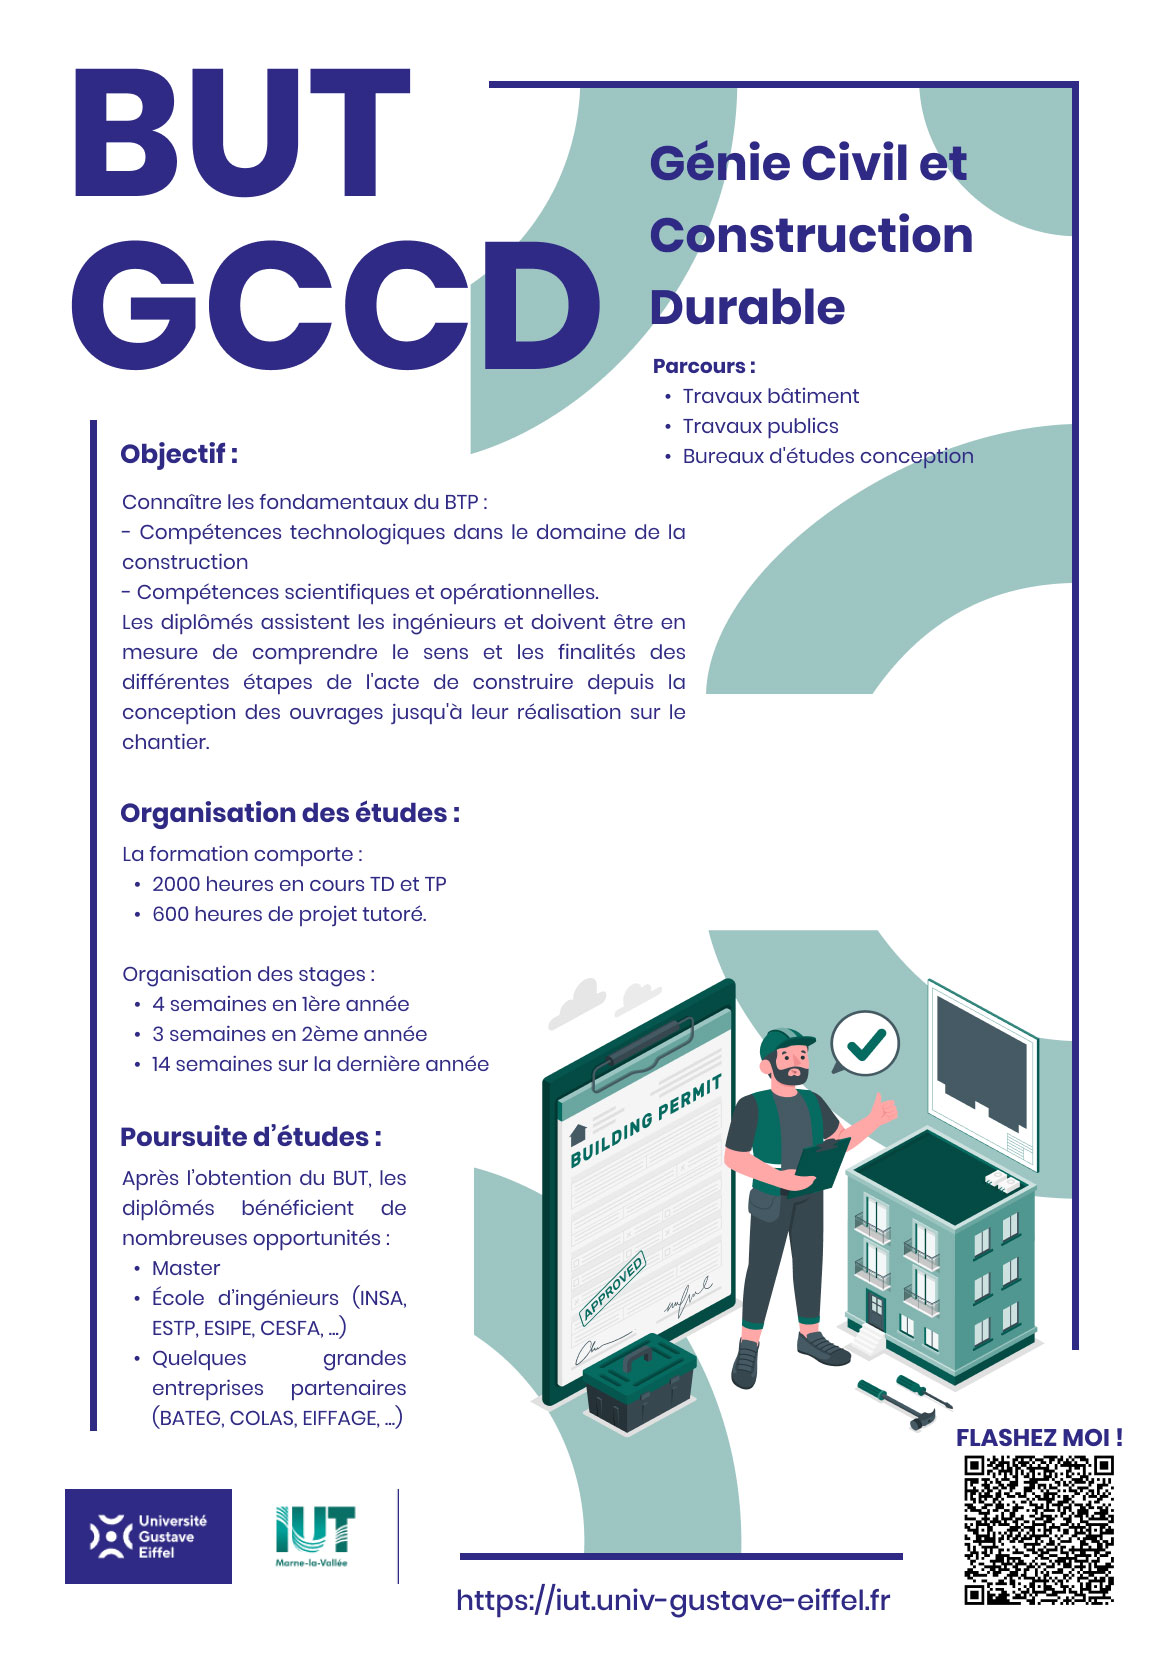 BUT
GCCD
Génie Civil et
Construction
Durable
Parcours :
• Travaux bâtiment
• Travaux publics
• Bureaux d'études conception
Objectif :
Connaître les fondamentaux du BTP :
- Compétences technologiques dans le domaine de la
construction
- Compétences scientifiques et opérationnelles.
Les diplômés assistent les ingénieurs et doivent être en
mesure de comprendre le sens et les finalités des
différentes étapes de l'acte de construire depuis la
conception des ouvrages jusqu'à leur réalisation sur le
chantier.
Organisation des études :
La formation comporte :
• 2000 heures en cours TD et TP
• 600 heures de projet tutoré.
Organisation des stages :
• 4 semaines en 1ère année
• 3 semaines en 2ème année
• 14 semaines sur la dernière année
Poursuite d’études :
Après l’obtention du BUT, les
diplômés bénéficient de
nombreuses opportunités :
• Master
• École d’ingénieurs (INSA,
ESTP, ESIPE, CESFA, ...)
• Quelques grandes
entreprises partenaires
(BATEG, COLAS, EIFFAGE, ...)
BUILDING PERMIT
APPROVED
FLASHEZ MOI !
Université
Gustave
Eiffel
IUT
Marne-la-Vallée
https://iut.univ-gustave-eiffel.fr